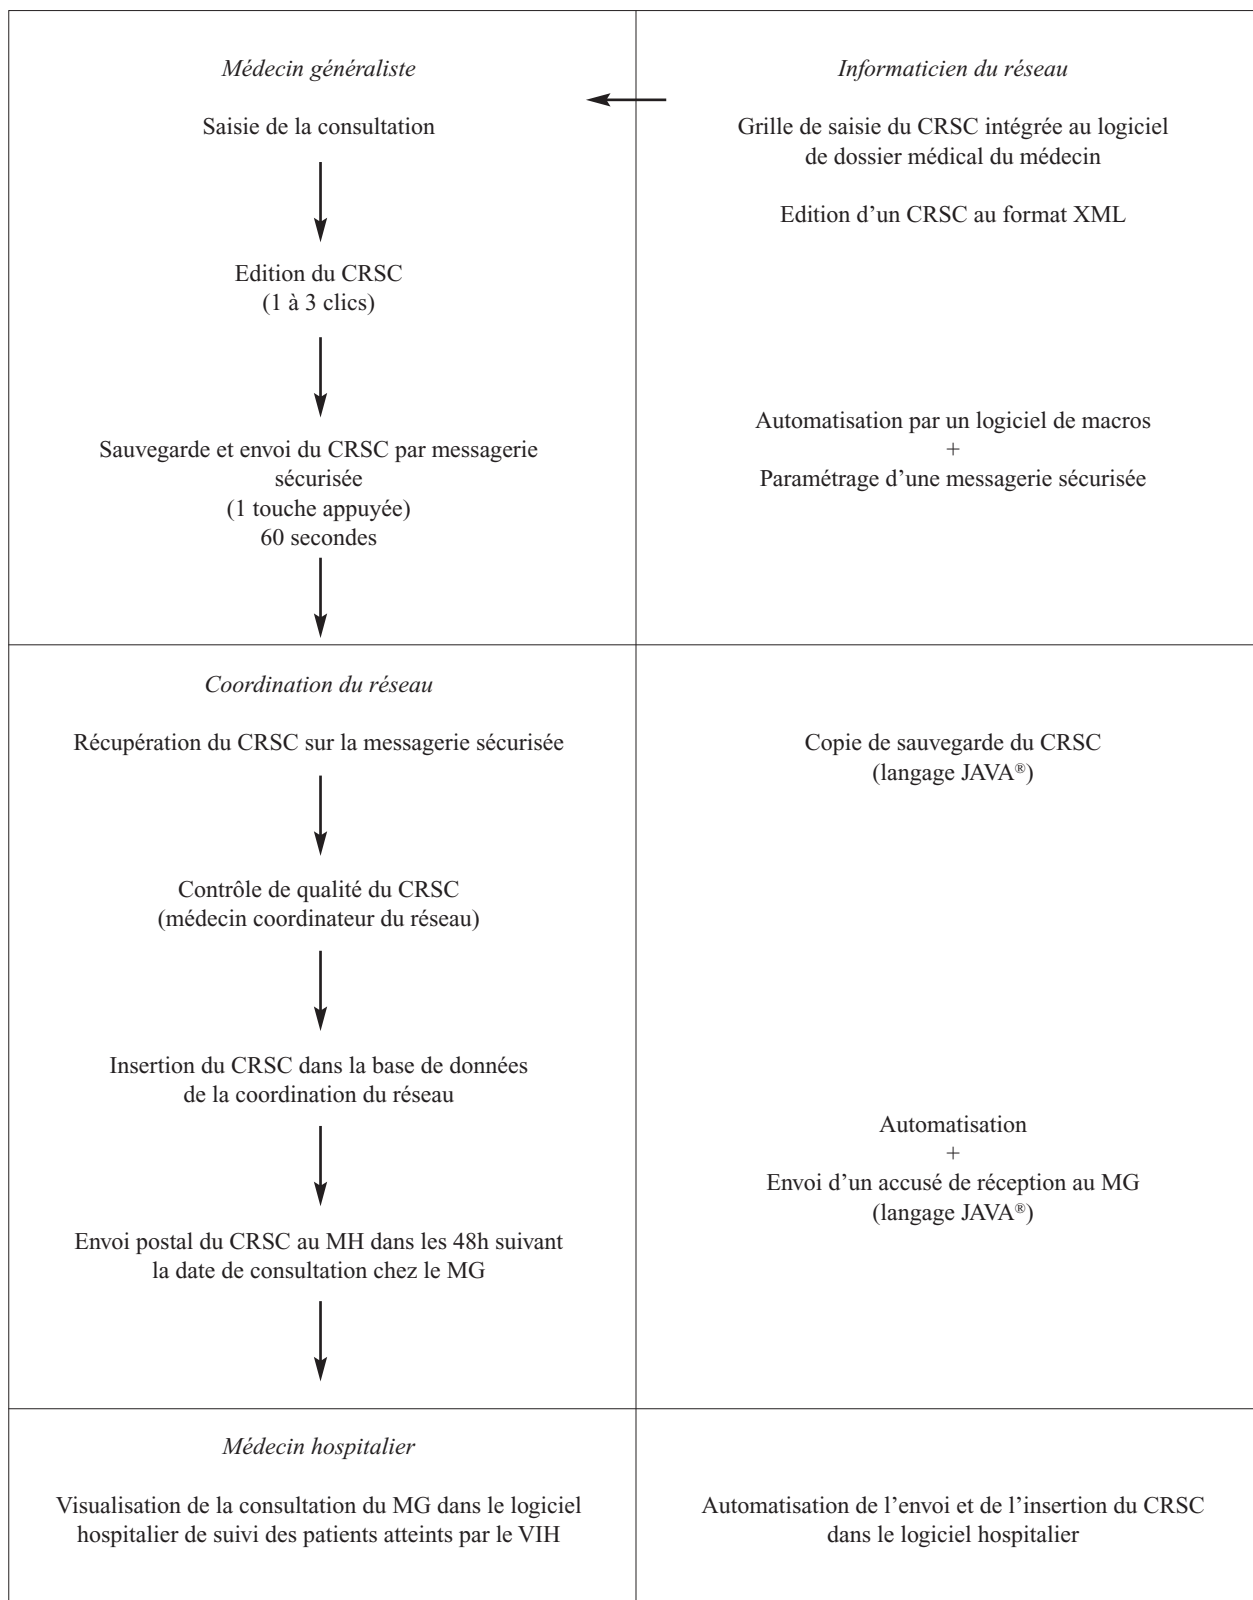 Médecin généraliste
Saisie de la consultation
Edition du CRSC
(1 à 3 clics)
Sauvegarde et envoi du CRSC par messagerie
sécurisée
(1 touche appuyée)
60 secondes
Informaticien du réseau
Grille de saisie du CRSC intégrée au logiciel
de dossier médical du médecin
Edition d’un CRSC au format XML
Automatisation par un logiciel de macros
+
Paramétrage d’une messagerie sécurisée
Coordination du réseau
Récupération du CRSC sur la messagerie sécurisée
Contrôle de qualité du CRSC
(médecin coordinateur du réseau)
Insertion du CRSC dans la base de données
de la coordination du réseau
Envoi postal du CRSC au MH dans les 48h suivant
la date de consultation chez le MG
Copie de sauvegarde du CRSC
(langage JAVA®)
Automatisation
+
Envoi d’un accusé de réception au MG
(langage JAVA®)
Médecin hospitalier
Visualisation de la consultation du MG dans le logiciel
hospitalier de suivi des patients atteints par le VIH
Automatisation de l’envoi et de l’insertion du CRSC
dans le logiciel hospitalier